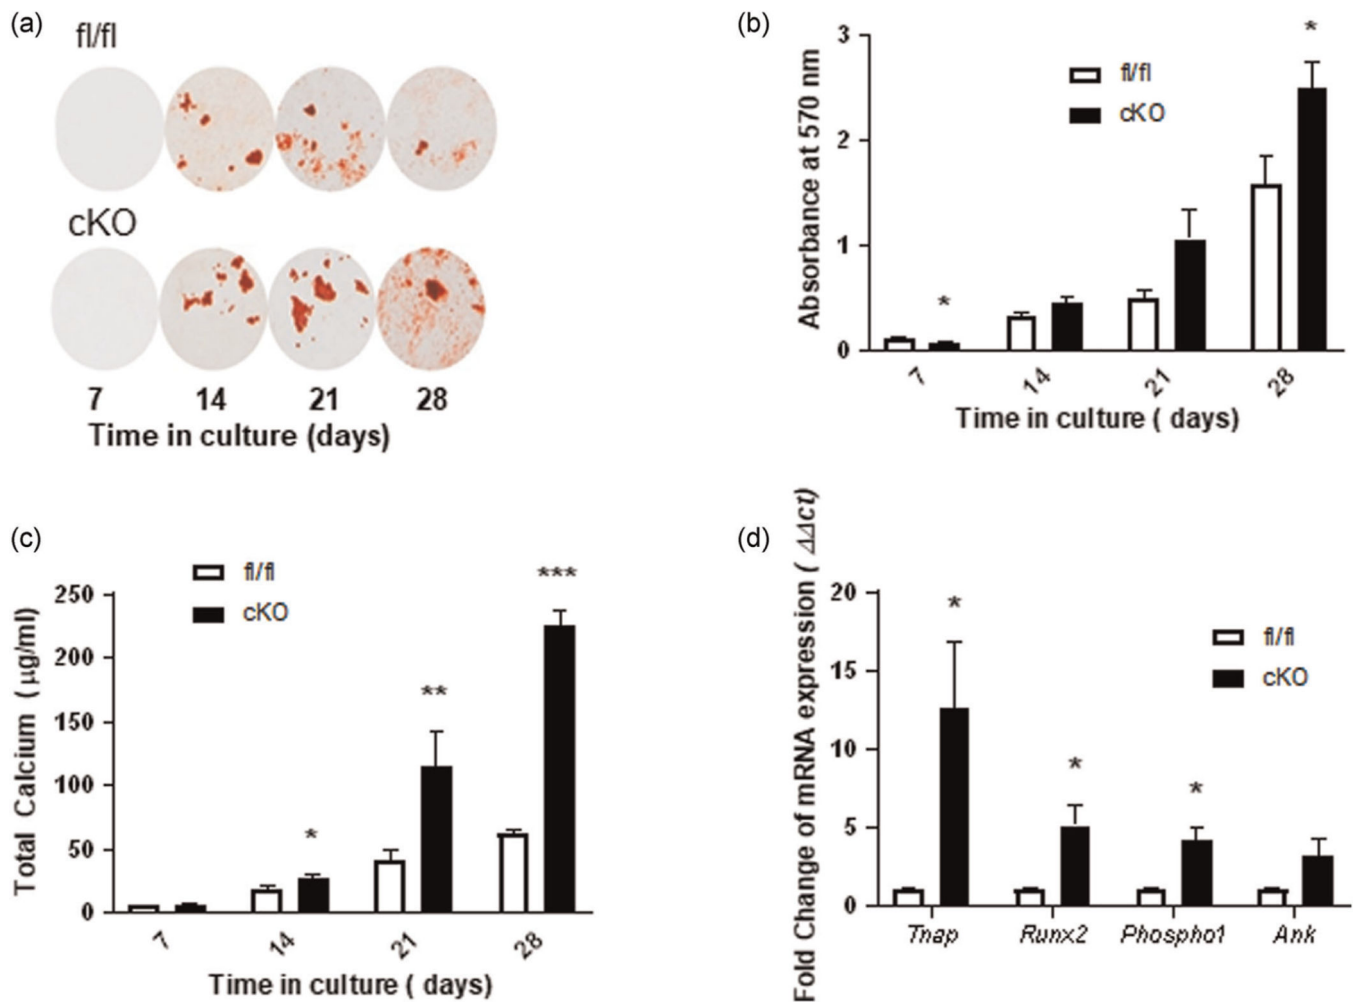 (a)
fl/fl
cKO
7 14 21 28
Time in culture (days)
(b)
Absorbance at 570 nm
3
2
1
0
fl/fl
cKO
*
*
7 14 21 28
Time in culture ( days)
(c)
Total Calcium ( µg/ml)
250
200
150
100
50
0
fl/fl
cKO
*
**
***
7 14 21 28
Time in culture ( days)
(d)
Fold Change of mRNA expression ( ΔΔct)
20
15
10
5
0
fl/fl
cKO
*
*
*
Tnap Runx2 Phospho1 Ank